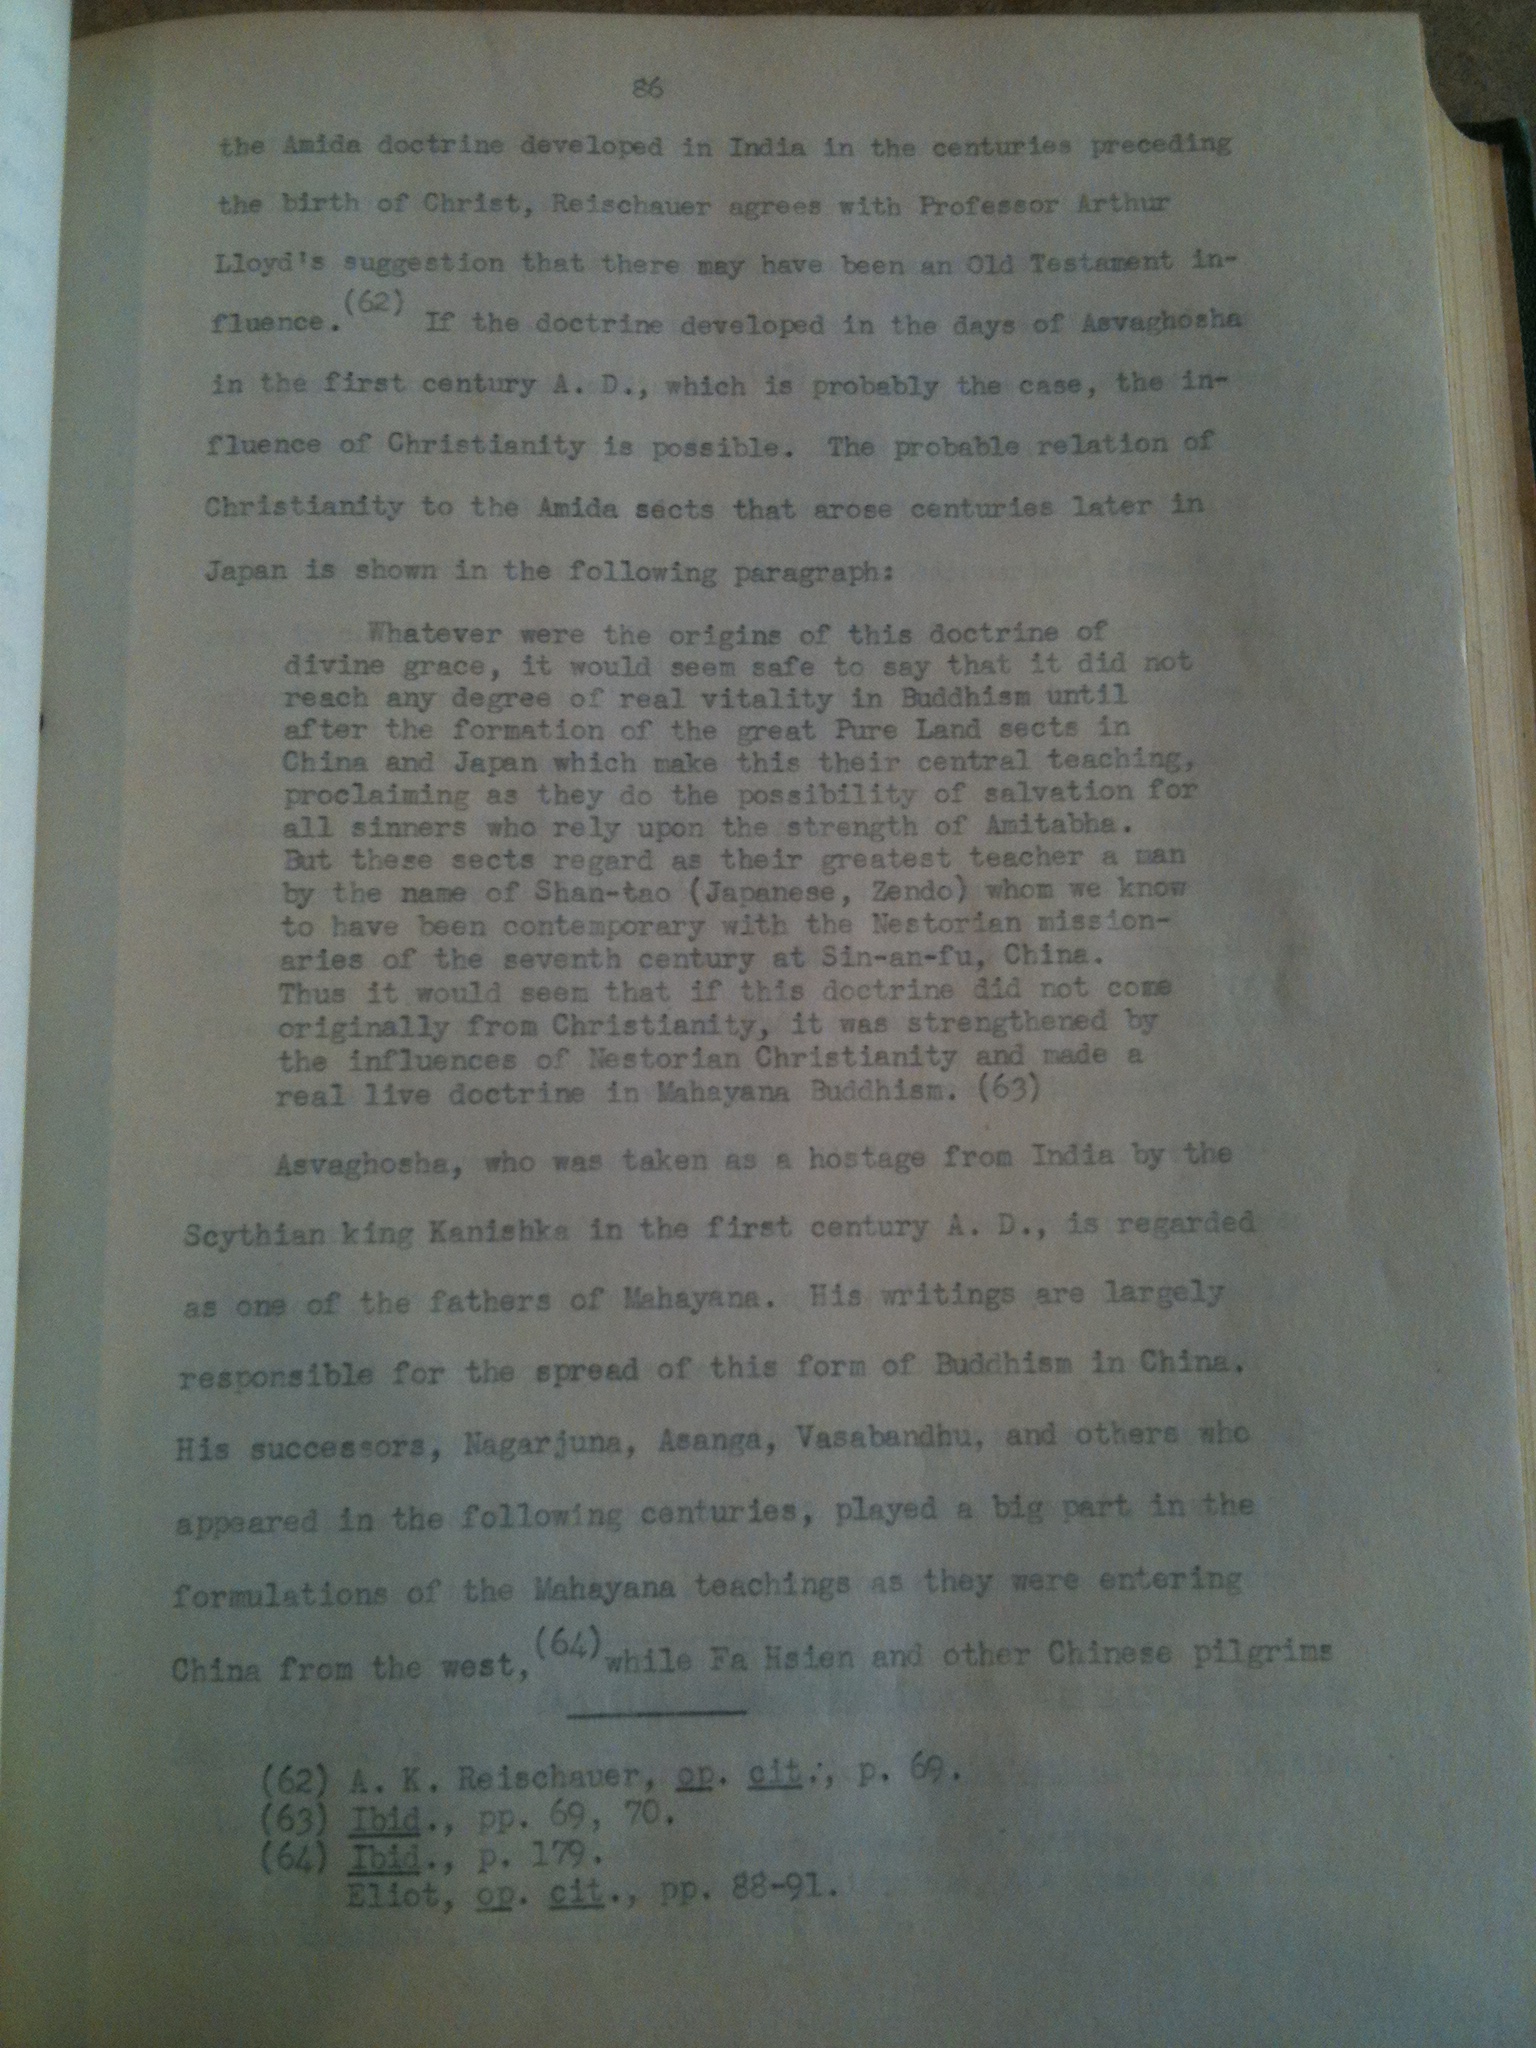 86
the Amida doctrine developed in India in the centuries preceding
the birth of Christ, Reischauer agrees with Professor Arthur
Lloyd's suggestion that there may have been an Old Testament in-
fluence.(62) If the doctrine developed in the days of Asvaghosha
in the first century A. D., which is probably the case, the in-
fluence of Christianity is possible. The probable relation of
Christianity to the Amida sects that arose centuries later in
Japan is shown in the following paragraph:
Whatever were the origins of this doctrine of
divine grace, it would seem safe to say that it did not
reach any degree of real vitality in Buddhism until
after the formation of the great Pure Land sects in
China and Japan which make this their central teaching,
proclaiming as they do the possibility of salvation for
all sinners who rely upon the strength of Amitabha.
But these sects regard as their greatest teacher a man
by the name of Shan-tao (Japanese, Zendo) whom we know
to have been contemporary with the Nestorian mission-
aries of the seventh century at Sin-an-fu, China.
Thus it would seem that if this doctrine did not come
originally from Christianity, it was strengthened by
the influences of Nestorian Christianity and made a
real live doctrine in Mahayana Buddhism. (63)
Asvaghosha, who was taken as a hostage from India by the
Scythian king Kanishka in the first century A. D., is regarded
as one of the fathers of Mahayana. His writings are largely
responsible for the spread of this form of Buddhism in China.
His successors, Nagarjuna, Asanga, Vasabandhu, and others who
appeared in the following centuries, played a big part in the
formulations of the Mahayana teachings as they were entering
China from the west,(64) while Fa Hsien and other Chinese pilgrims
(62) A. K. Reischauer, op. cit., p. 69.
(63) Ibid., pp. 69, 70.
(64) Ibid., p. 179.
Eliot, op. cit., pp. 88-91.